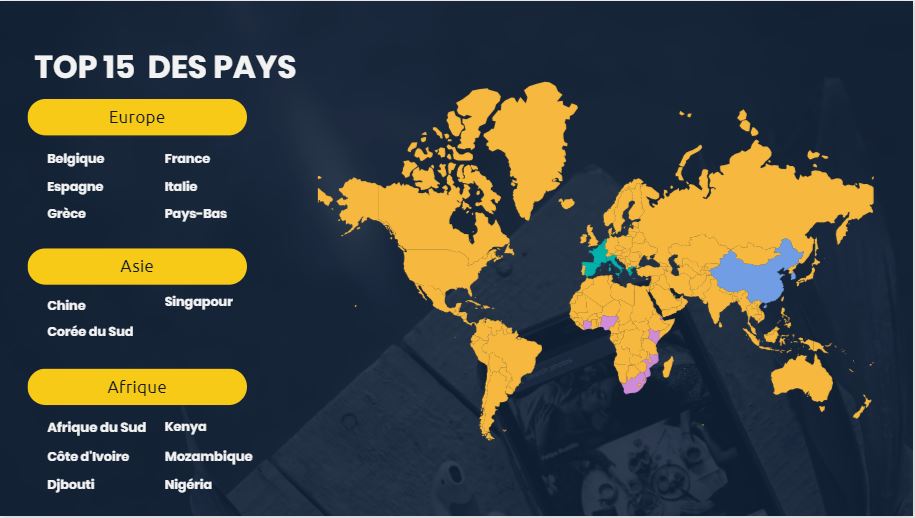 TOP 15 DES PAYS
Europe
Belgique France
Espagne Italie
Grèce Pays-Bas
Asie
Chine Singapour
Corée du Sud
Afrique
Afrique du Sud Kenya
Côte d'Ivoire Mozambique
Djbouti Nigéria